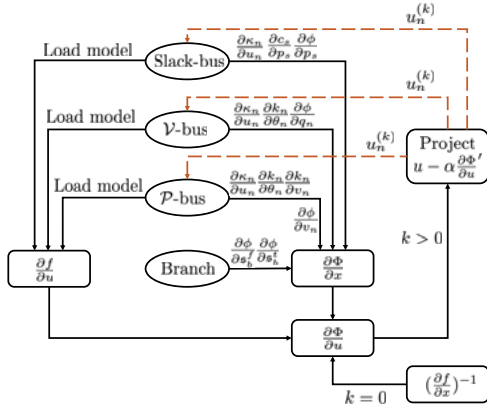 u_n^{(k)}
Load model
Slack-bus
∂κ_n/∂u_n ∂c_s/∂p_s ∂ϕ/∂p_s
u_n^{(k)}
Load model
𝒱-bus
∂κ_n/∂u_n ∂k_n/∂θ_n ∂ϕ/∂q_n
u_n^{(k)}
Project
u − α ∂Φ/∂u ′
Load model
𝒫-bus
∂κ_n/∂u_n ∂k_n/∂θ_n ∂k_n/∂v_n
∂ϕ/∂v_n
k > 0
∂f/∂u
Branch
∂ϕ/∂s_b^f ∂ϕ/∂s_b^t
∂Φ/∂x
∂Φ/∂u
k = 0
(∂f/∂x)−1